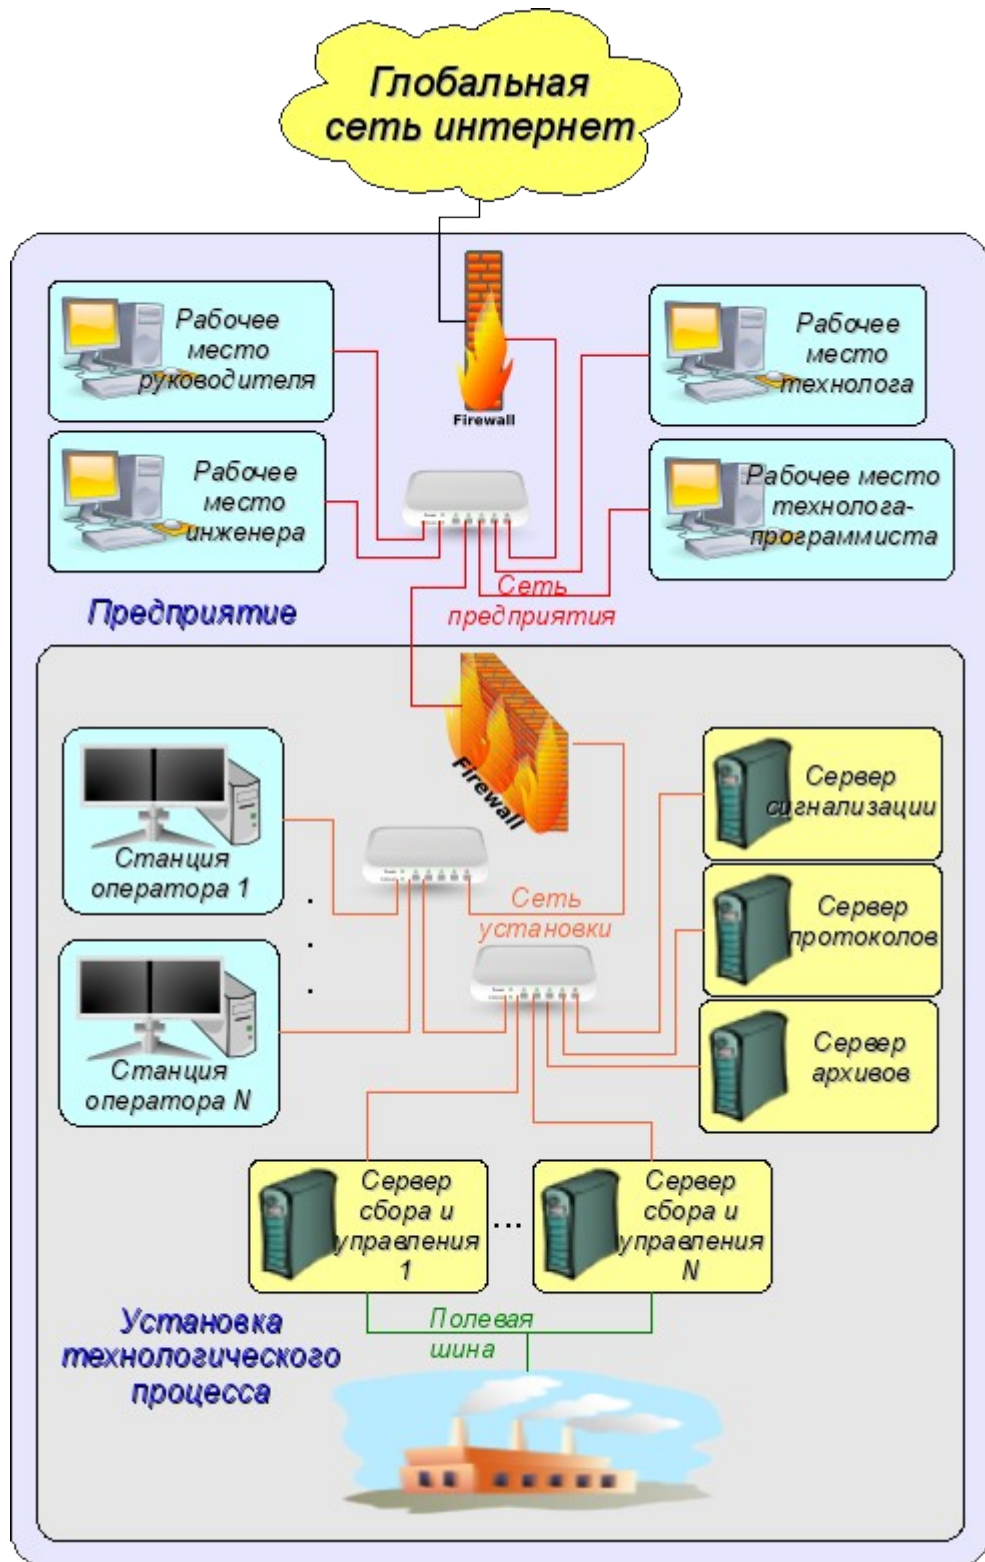 Глобальная
сеть интернет
Рабочее
место
руководителя
Firewall
Рабочее
место
технолога
Рабочее
место
инженера
Рабочее место
технолога-
программиста
Сеть
предприятия
Предприятие
Firewall
Станция
оператора 1
Сервер
сигнализации
Сеть
установки
Сервер
протоколов
Станция
оператора N
Сервер
архивов
Сервер
сбора и
управления
1
...
Сервер
сбора и
управления
N
Полевая
шина
Установка
технологического
процесса